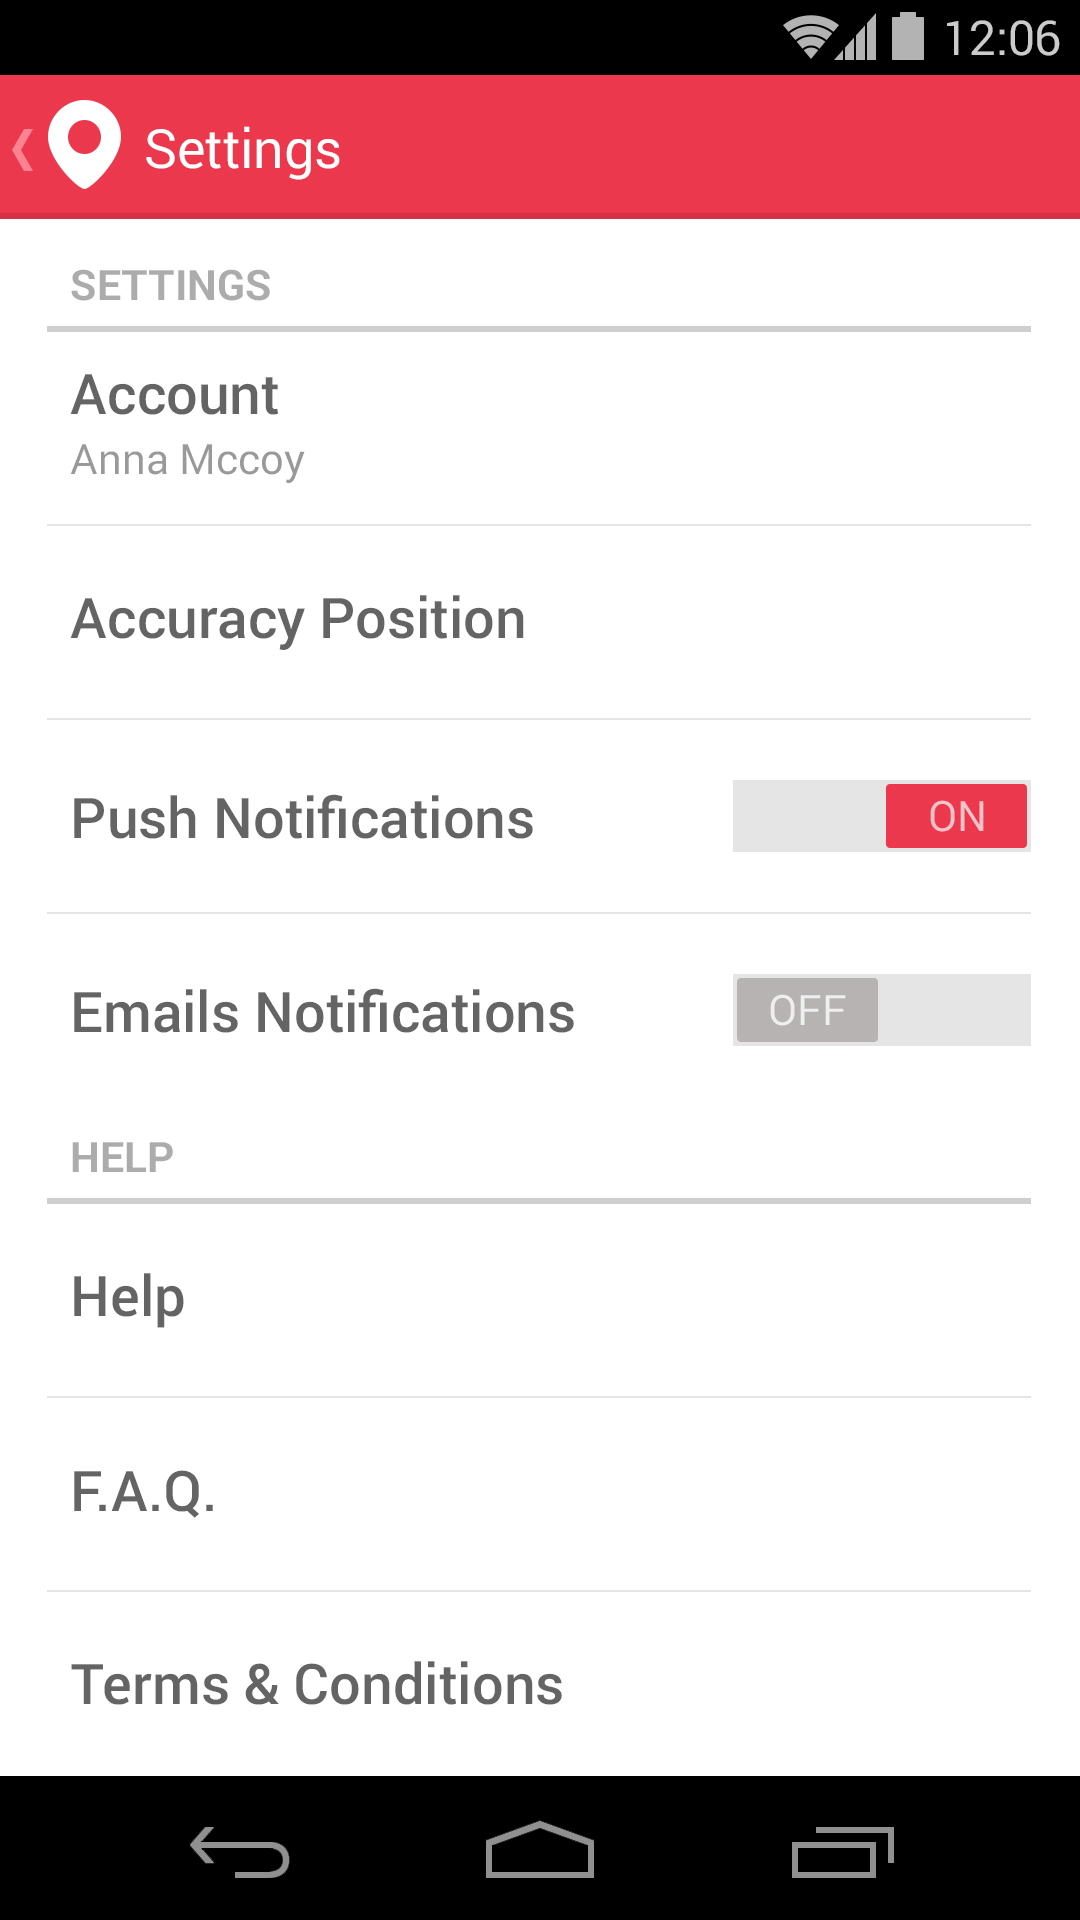 12:06
Settings
SETTINGS
Account
Anna Mccoy
Accuracy Position
Push Notifications
ON
Emails Notifications
OFF
HELP
Help
F.A.Q.
Terms & Conditions